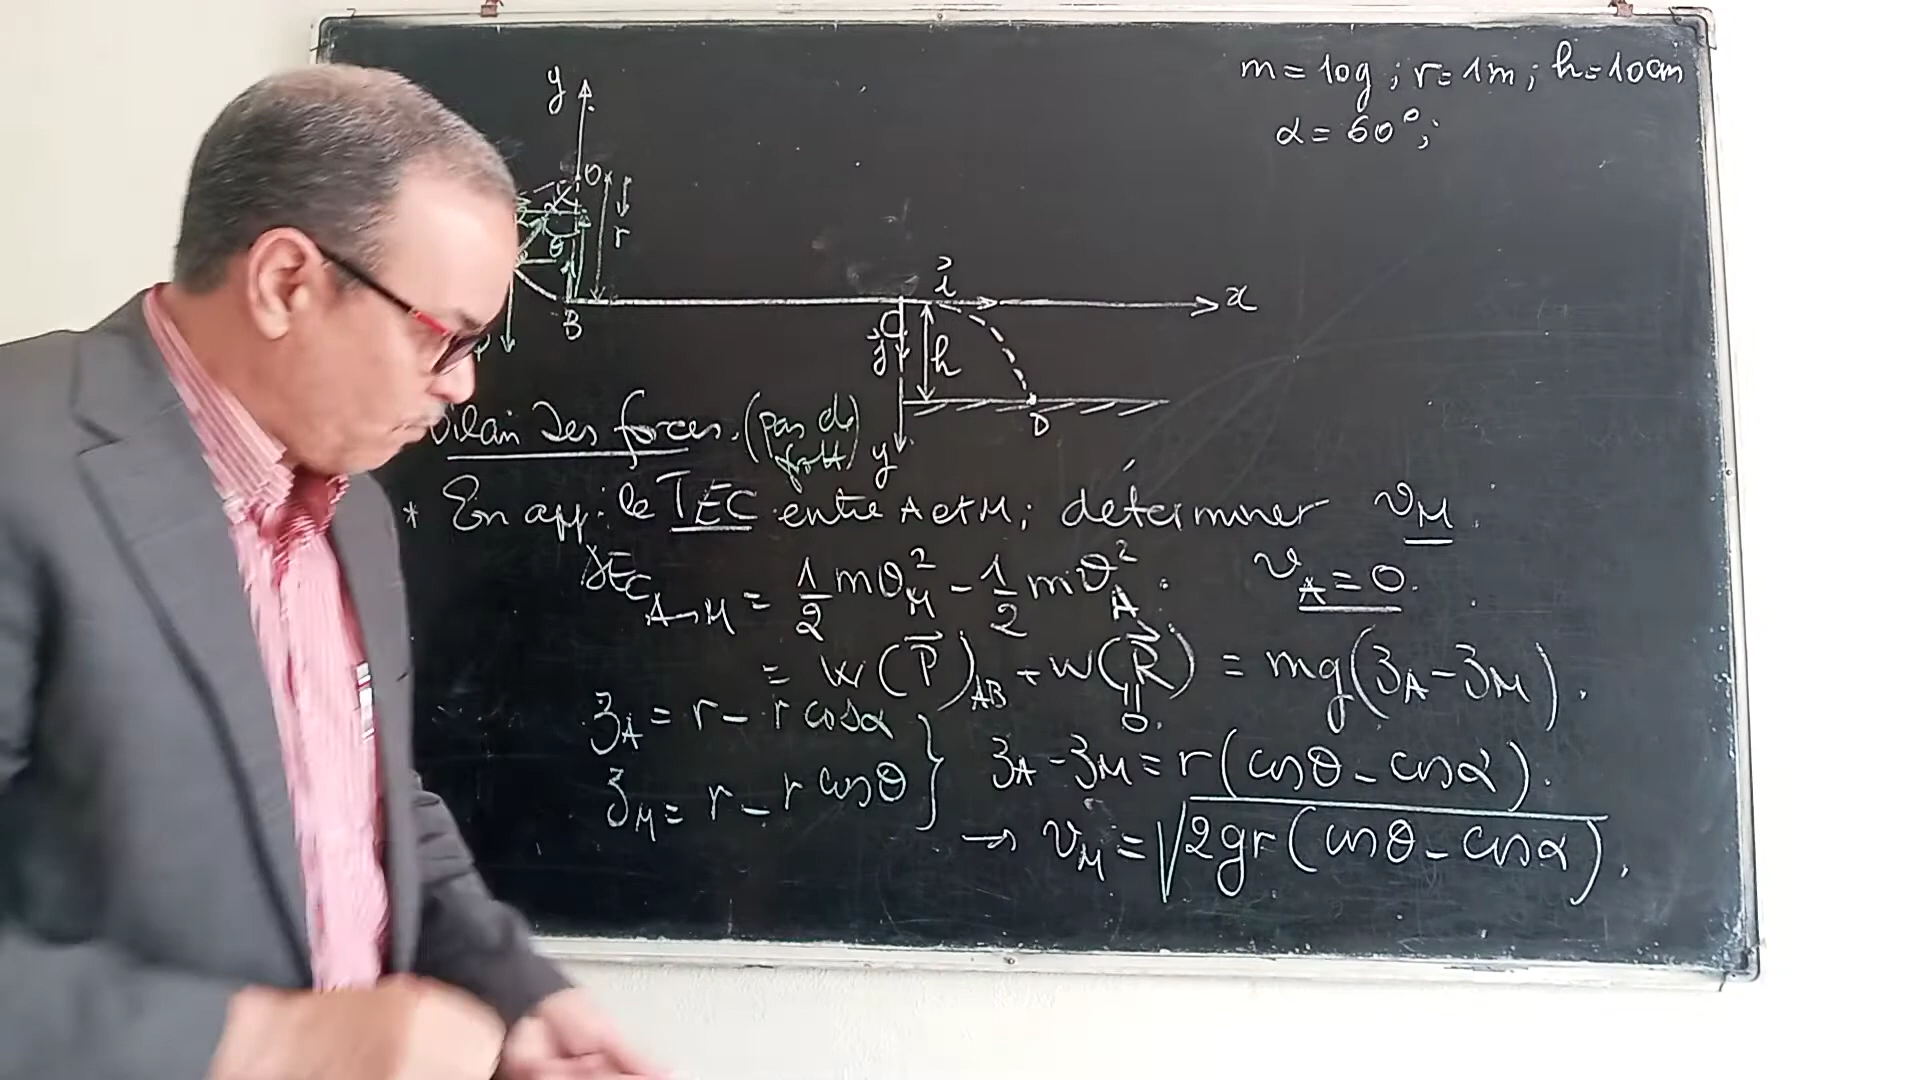 m = 10g ; r = 1m ; h = 10cm
α = 60° ;
y
O
α
r
θ
B
C
i⃗
x
j⃗
h
D
y
Bilan des forces. (pas de frott)
* En app. le TEC entre A et M ; déterminer v_M.
ΔEc_A→M = 1/2 m v_M² - 1/2 m v_A² . v_A = 0.
= W(P⃗)_AB + W(R⃗) = mg(z_A - z_M).
0.
z_A = r - r cosα
z_M = r - r cosθ } z_A - z_M = r(cosθ - cosα).
→ v_M = √2gr(cosθ - cosα).